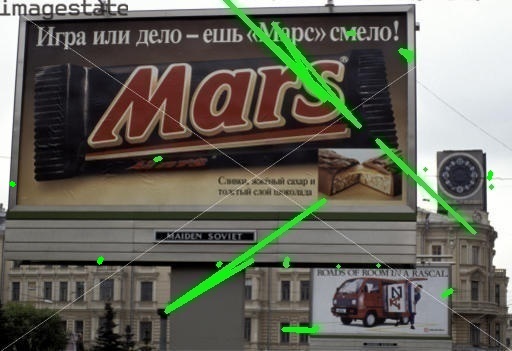 imagestate
Игра или дело – ешь «Марс» смело!
Mars
Сливки, жжёный сахар и
толстый слой шоколада
MAIDEN SOVIET
ROADS OF ROOM IN A RASCAL